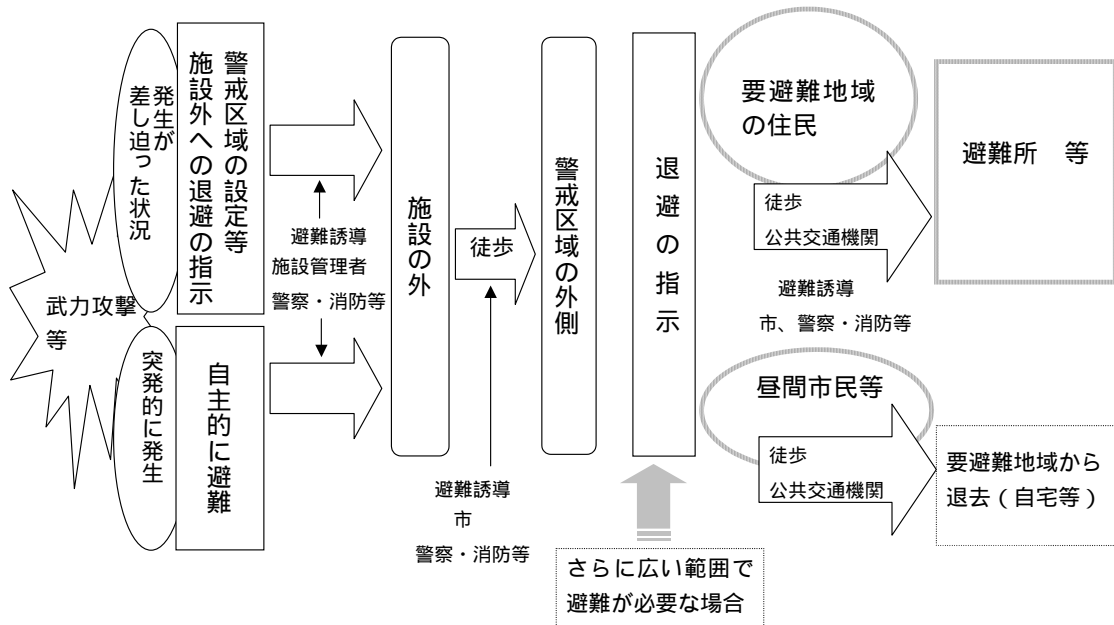 武力攻撃
等
発生が
差し迫った状況
突発的に発生
警戒区域の設定等
施設外への退避の指示
自主的に避難
避難誘導
施設管理者
警察・消防等
施設の外
徒歩
避難誘導
市
警察・消防等
警戒区域の外側
退避の指示
さらに広い範囲で
避難が必要な場合
要避難地域
の住民
徒歩
公共交通機関
避難誘導
市、警察・消防等
避難所　等
昼間市民等
徒歩
公共交通機関
要避難地域から
退去（自宅等）